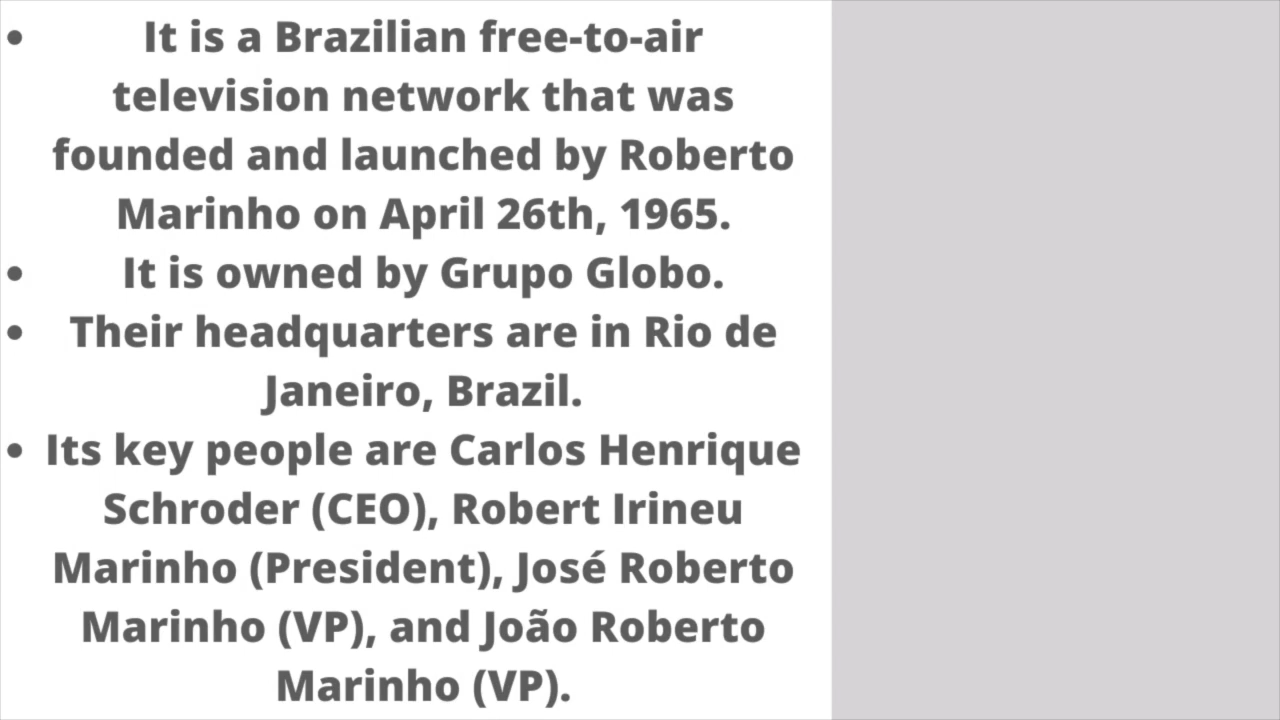 • It is a Brazilian free-to-air
television network that was
founded and launched by Roberto
Marinho on April 26th, 1965.
• It is owned by Grupo Globo.
• Their headquarters are in Rio de
Janeiro, Brazil.
• Its key people are Carlos Henrique
Schroder (CEO), Robert Irineu
Marinho (President), José Roberto
Marinho (VP), and João Roberto
Marinho (VP).